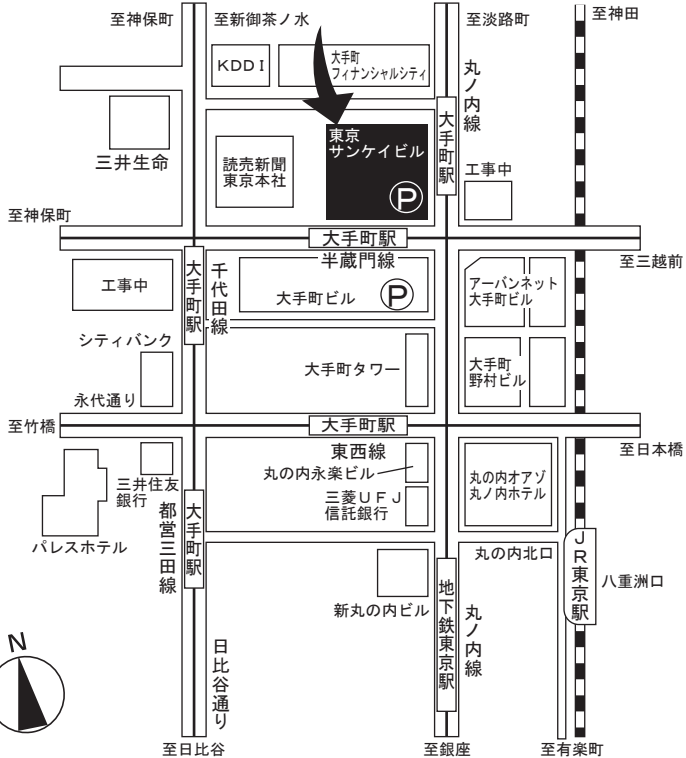 至神保町
至新御茶ノ水
至淡路町
至神田
KDDI
大手町
フィナンシャルシティ
丸ノ内線
大手町駅
東京
サンケイビル
P
三井生命
読売新聞
東京本社
工事中
至神保町
大手町駅
半蔵門線
至三越前
工事中
大手町駅
千代田線
大手町ビル
P
アーバンネット
大手町ビル
シティバンク
永代通り
大手町タワー
大手町
野村ビル
至竹橋
大手町駅
東西線
至日本橋
三井住友
銀行
丸の内永楽ビル
三菱UFJ
信託銀行
丸の内オアゾ
丸ノ内ホテル
パレスホテル
都営三田線
大手町駅
丸の内北口
JR東京駅
八重洲口
新丸の内ビル
地下鉄東京駅
丸ノ内線
N
日比谷通り
至日比谷
至銀座
至有楽町